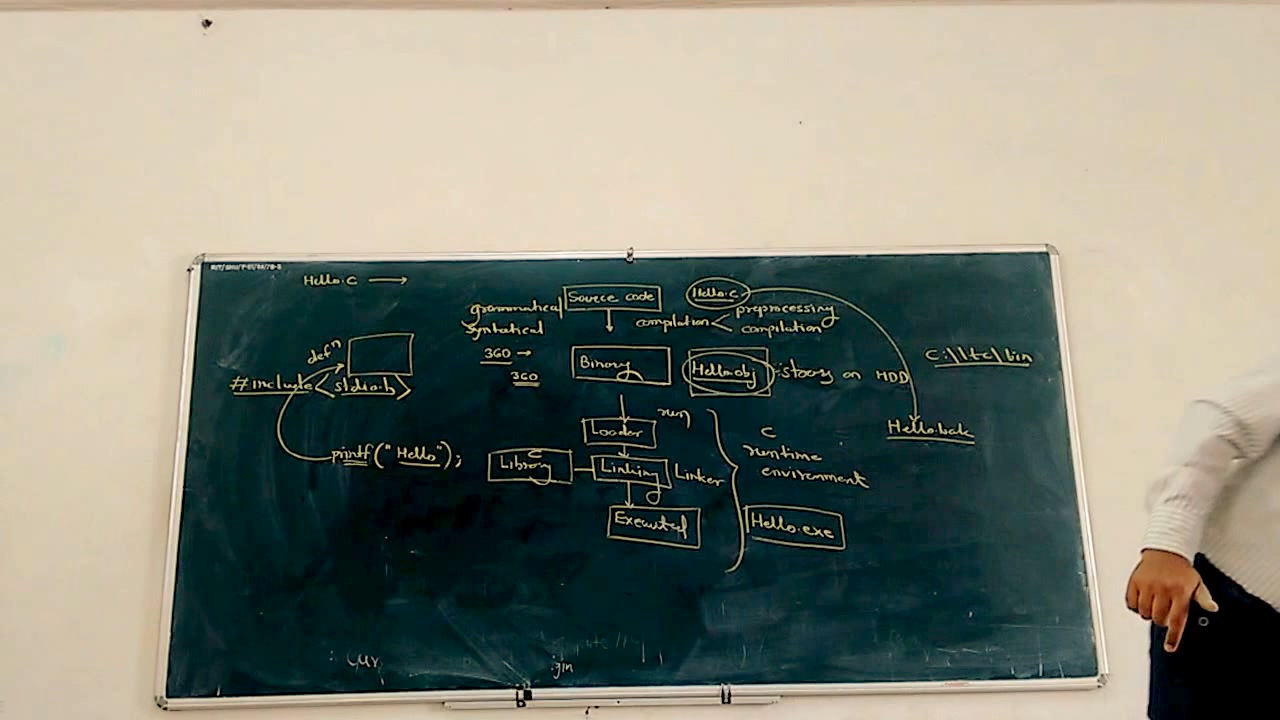 Hello.c
Source code
Hello.c
grammatical
syntatical
compilation < preprocessing
compilation
360 →
360
Binary
Hello.obj
stores on HDD
C:\\tc\bin
defⁿ
#include <stdio.h>
printf("Hello");
Hello.bak
Loader
run
C
Library
Linking
Linker
Executed
C
runtime
environment
Hello.exe